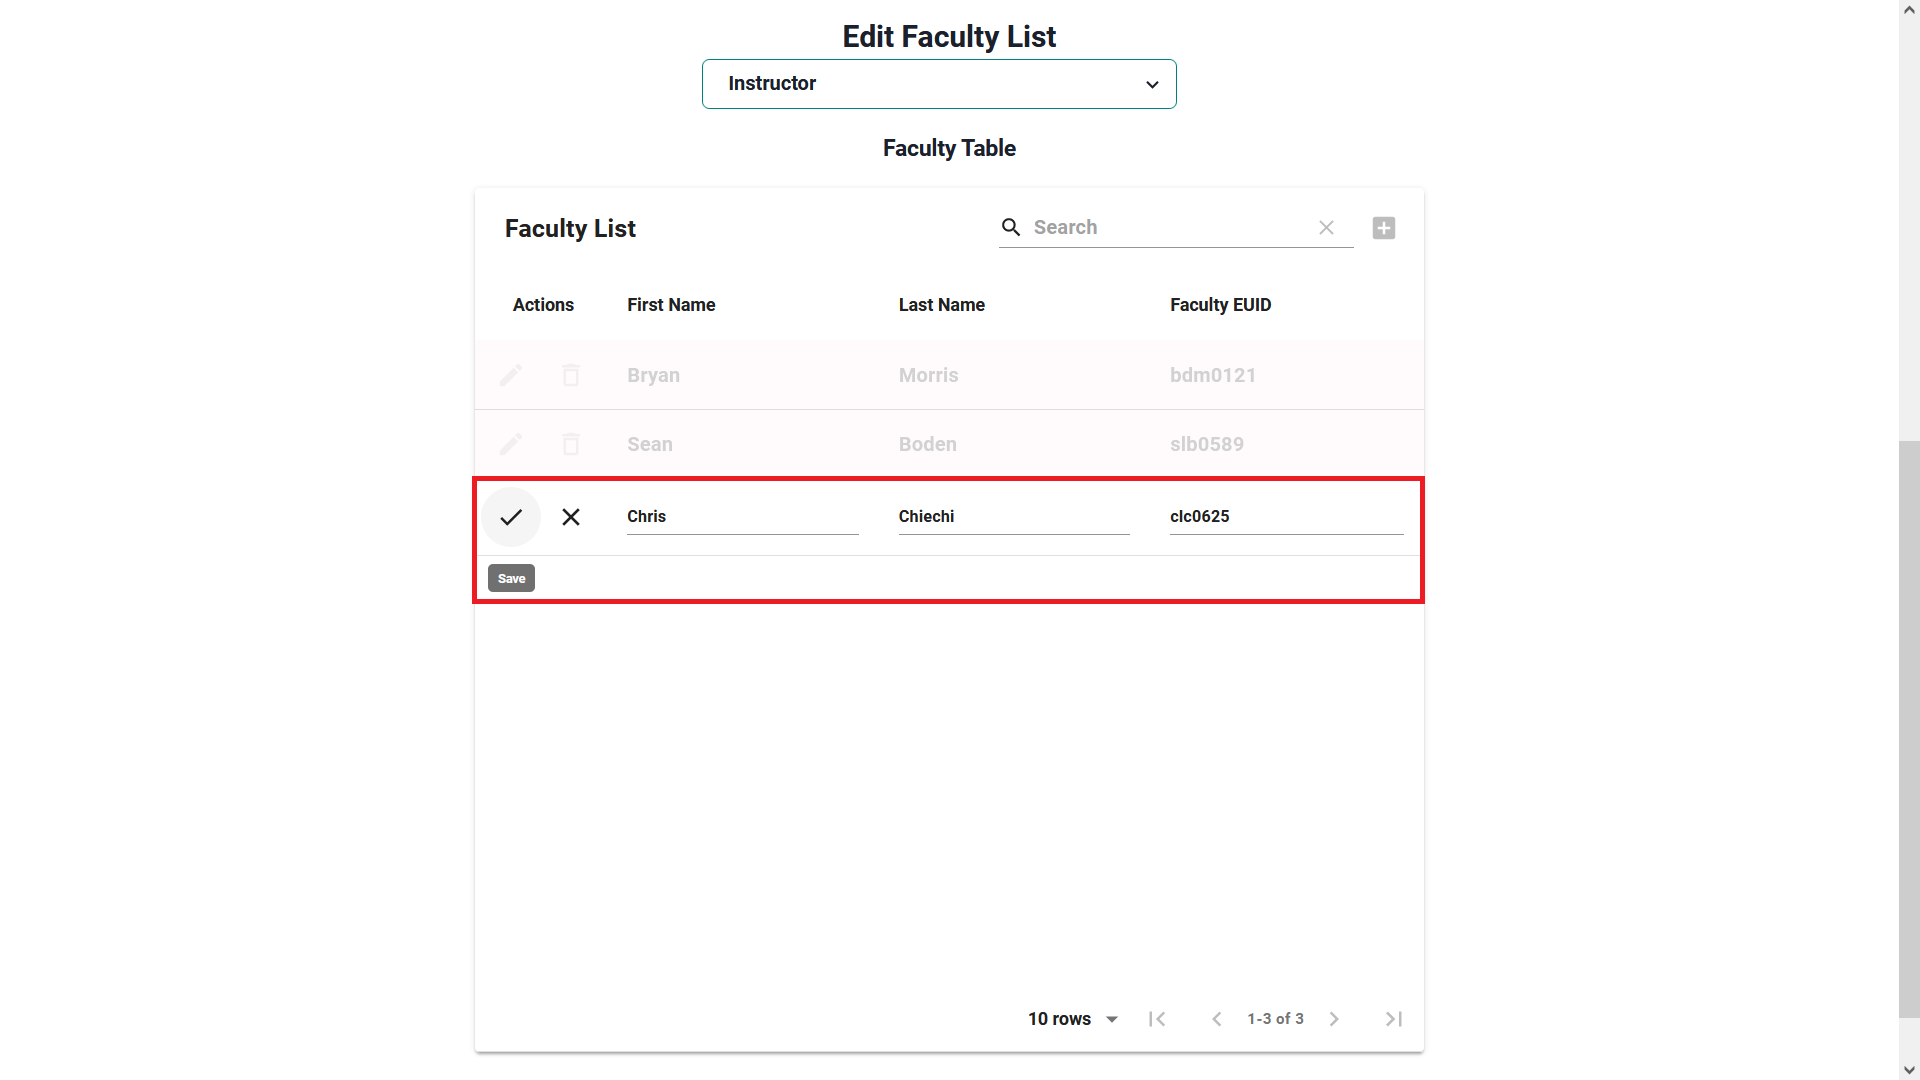 Edit Faculty List
Instructor
Faculty Table
Faculty List Search
Actions First Name Last Name Faculty EUID
Bryan Morris bdm0121
Sean Boden slb0589
Chris Chiechi clc0625
Save
10 rows 1-3 of 3